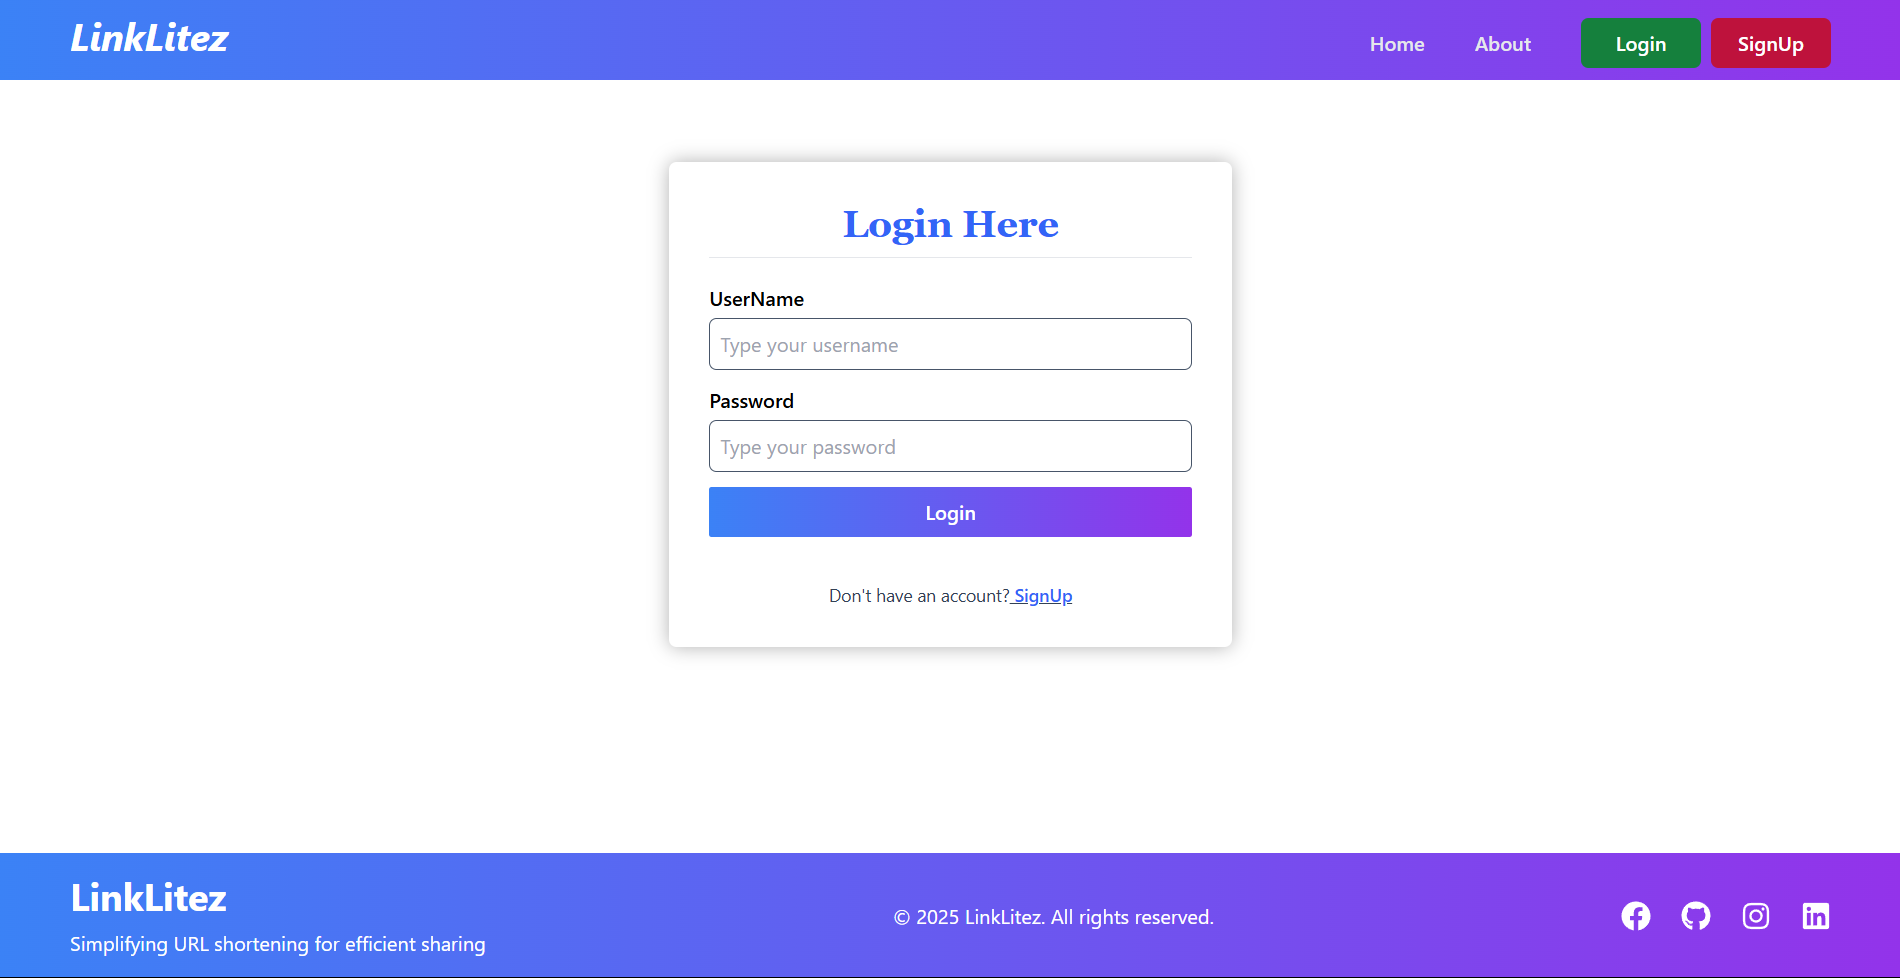 LinkLitez
Home
About
Login
SignUp
Login Here
UserName
Type your username
Password
Type your password
Login
Don't have an account? SignUp
LinkLitez
Simplifying URL shortening for efficient sharing
© 2025 LinkLitez. All rights reserved.